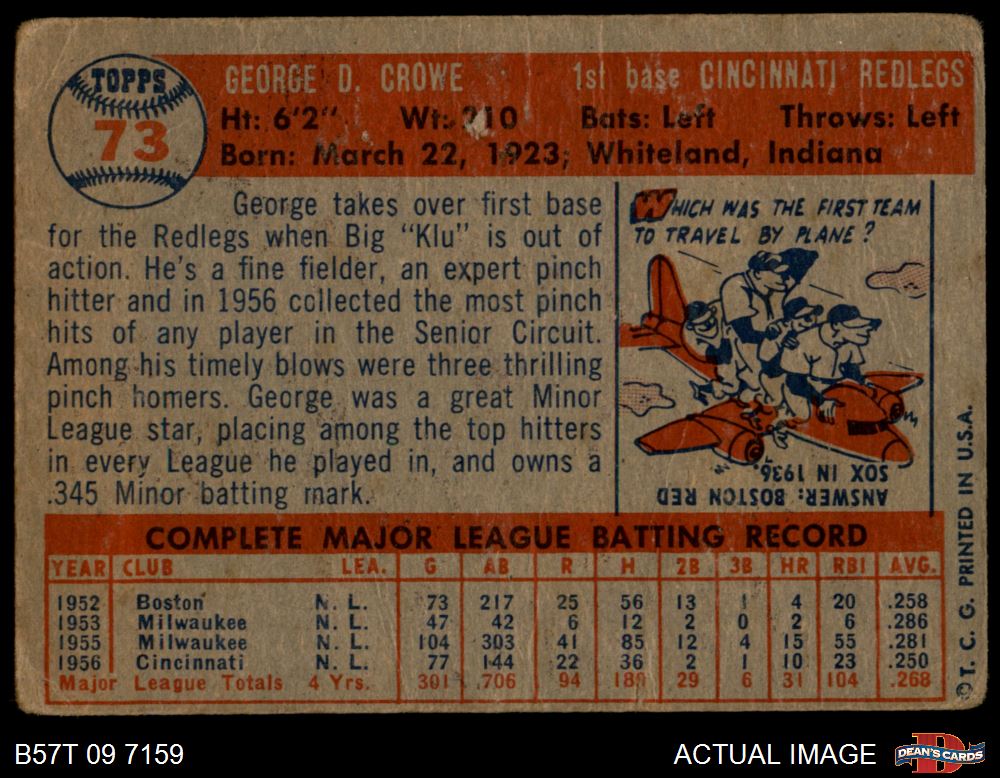 TOPPS
73
GEORGE D. CROWE 1st base CINCINNATI REDLEGS
Ht: 6'2" Wt: 210 Bats: Left Throws: Left
Born: March 22, 1923; Whiteland, Indiana
George takes over first base
for the Redlegs when Big "Klu" is out of
action. He's a fine fielder, an expert pinch
hitter and in 1956 collected the most pinch
hits of any player in the Senior Circuit.
Among his timely blows were three thrilling
pinch homers. George was a great Minor
League star, placing among the top hitters
in every League he played in, and owns a
.345 Minor batting mark.
WHICH WAS THE FIRST TEAM
TO TRAVEL BY PLANE?
ANSWER: BOSTON RED
SOX IN 1936.
COMPLETE MAJOR LEAGUE BATTING RECORD
YEAR CLUB LEA. G AB R H 2B 3B HR RBI AVG.
1952 Boston N. L. 73 217 25 56 13 1 4 20 .258
1953 Milwaukee N. L. 47 42 6 12 2 0 2 6 .286
1955 Milwaukee N. L. 104 303 41 85 12 4 15 55 .281
1956 Cincinnati N. L. 77 144 22 36 2 1 10 23 .250
Major League Totals 4 Yrs. 301 706 94 189 29 6 31 104 .268
© T. C. G. PRINTED IN U.S.A.
B57T 09 7159
ACTUAL IMAGE
D
DEAN'S CARDS